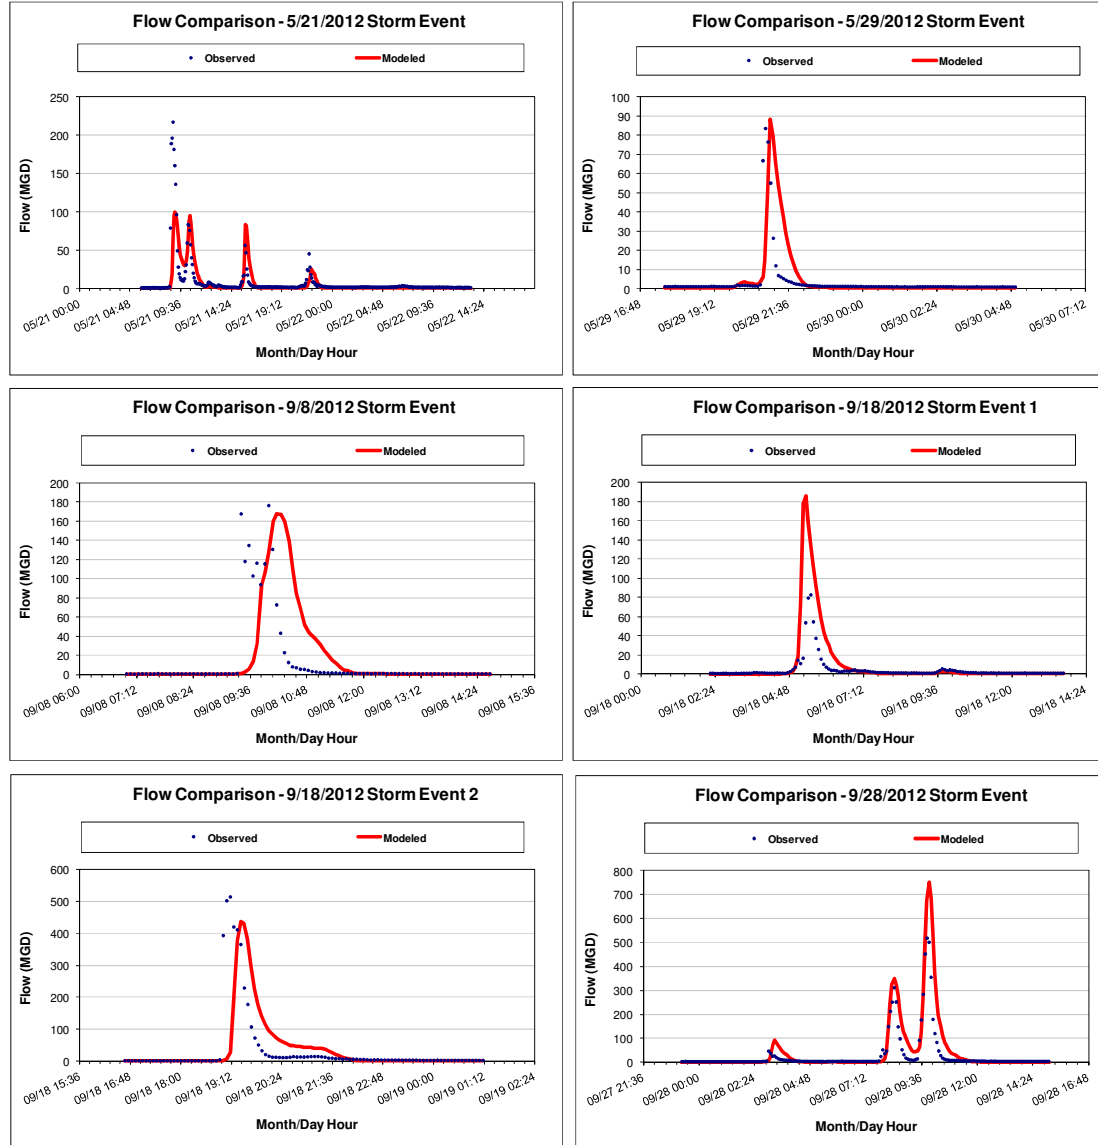 Flow Comparison - 5/21/2012 Storm Event
Observed Modeled
250
200
150
100
50
0
Flow (MGD)
05/21 00:00 05/21 04:48 05/21 09:36 05/21 14:24 05/21 19:12 05/22 00:00 05/22 04:48 05/22 09:36 05/22 14:24
Month/Day Hour
Flow Comparison - 5/29/2012 Storm Event
Observed Modeled
100
90
80
70
60
50
40
30
20
10
0
Flow (MGD)
05/29 16:48 05/29 19:12 05/29 21:36 05/30 00:00 05/30 02:24 05/30 04:48 05/30 07:12
Month/Day Hour
Flow Comparison - 9/8/2012 Storm Event
Observed Modeled
200
180
160
140
120
100
80
60
40
20
0
Flow (MGD)
09/08 06:00 09/08 07:12 09/08 08:24 09/08 09:36 09/08 10:48 09/08 12:00 09/08 13:12 09/08 14:24 09/08 15:36
Month/Day Hour
Flow Comparison - 9/18/2012 Storm Event 1
Observed Modeled
200
180
160
140
120
100
80
60
40
20
0
Flow (MGD)
09/18 00:00 09/18 02:24 09/18 04:48 09/18 07:12 09/18 09:36 09/18 12:00 09/18 14:24
Month/Day Hour
Flow Comparison - 9/18/2012 Storm Event 2
Observed Modeled
600
500
400
300
200
100
0
Flow (MGD)
09/18 15:36 09/18 16:48 09/18 18:00 09/18 19:12 09/18 20:24 09/18 21:36 09/18 22:48 09/19 00:00 09/19 01:12 09/19 02:24
Month/Day Hour
Flow Comparison - 9/28/2012 Storm Event
Observed Modeled
800
700
600
500
400
300
200
100
0
Flow (MGD)
09/27 21:36 09/28 00:00 09/28 02:24 09/28 04:48 09/28 07:12 09/28 09:36 09/28 12:00 09/28 14:24 09/28 16:48
Month/Day Hour